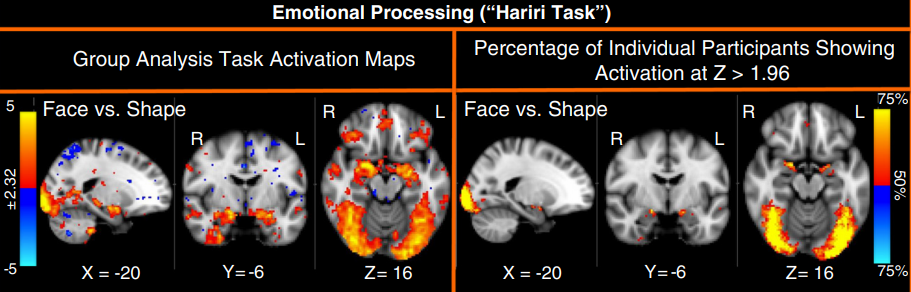 Emotional Processing (“Hariri Task”)
Group Analysis Task Activation Maps
Percentage of Individual Participants Showing
Activation at Z > 1.96
5
Face vs. Shape
R
L
R
L
±2.32
-5
X = -20
Y= -6
Z= 16
Face vs. Shape
R
L
R
L
75%
50%
75%
X = -20
Y= -6
Z= 16